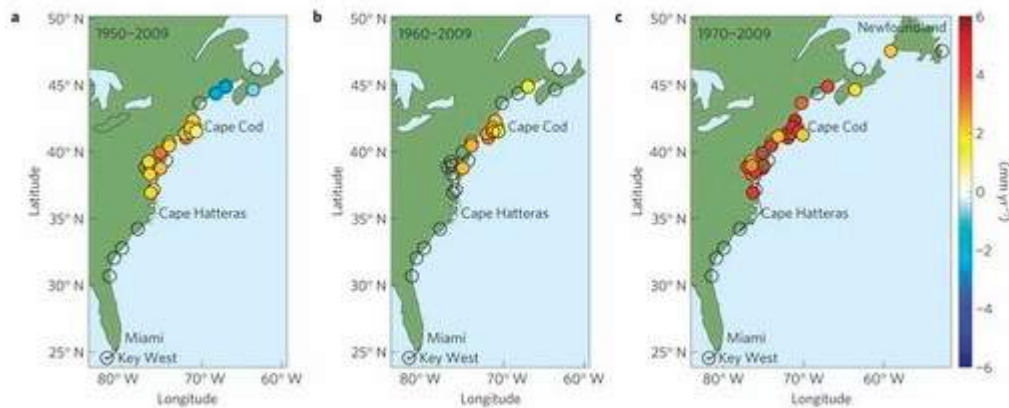 a
1950–2009
50° N
45° N
40° N
35° N
30° N
25° N
Latitude
Cape Cod
Cape Hatteras
Miami
Key West
80° W
70° W
60° W
Longitude
b
1960–2009
50° N
45° N
40° N
35° N
30° N
25° N
Latitude
Cape Cod
Cape Hatteras
Miami
Key West
80° W
70° W
60° W
Longitude
c
1970–2009
Newfoundland
50° N
45° N
40° N
35° N
30° N
25° N
Latitude
Cape Cod
Cape Hatteras
Miami
Key West
80° W
70° W
60° W
Longitude
6
4
2
0
−2
−4
−6
(mm yr⁻¹)